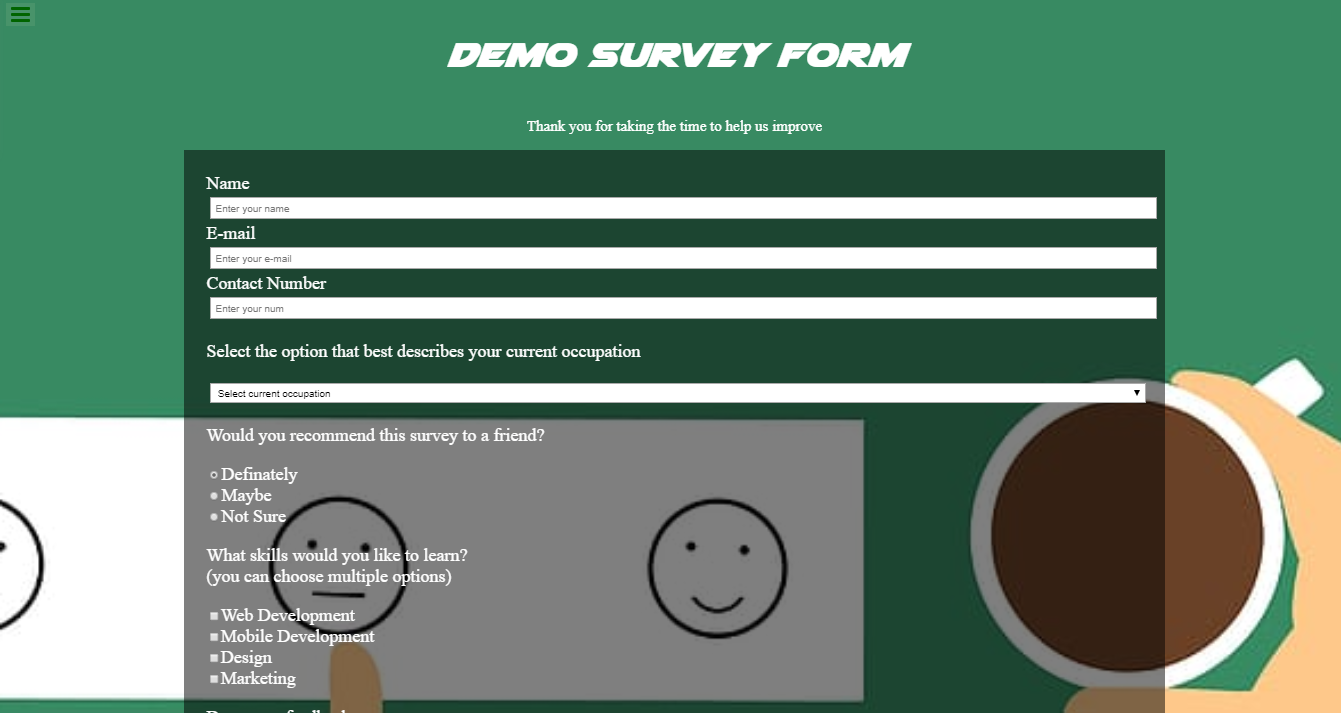 DEMO SURVEY FORM
Thank you for taking the time to help us improve
Name
Enter your name
E-mail
Enter your e-mail
Contact Number
Enter your num
Select the option that best describes your current occupation
Select current occupation
Would you recommend this survey to a friend?
Definately
Maybe
Not Sure
What skills would you like to learn?
(you can choose multiple options)
Web Development
Mobile Development
Design
Marketing